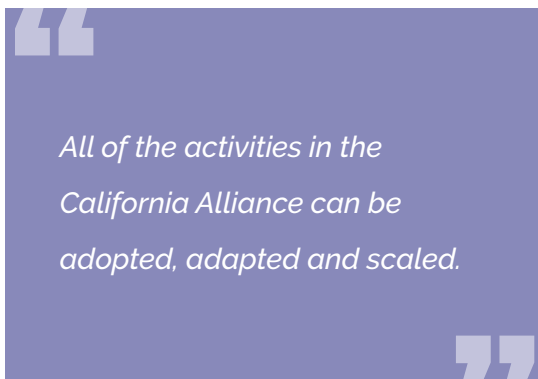 “
All of the activities in the
California Alliance can be
adopted, adapted and scaled.
”